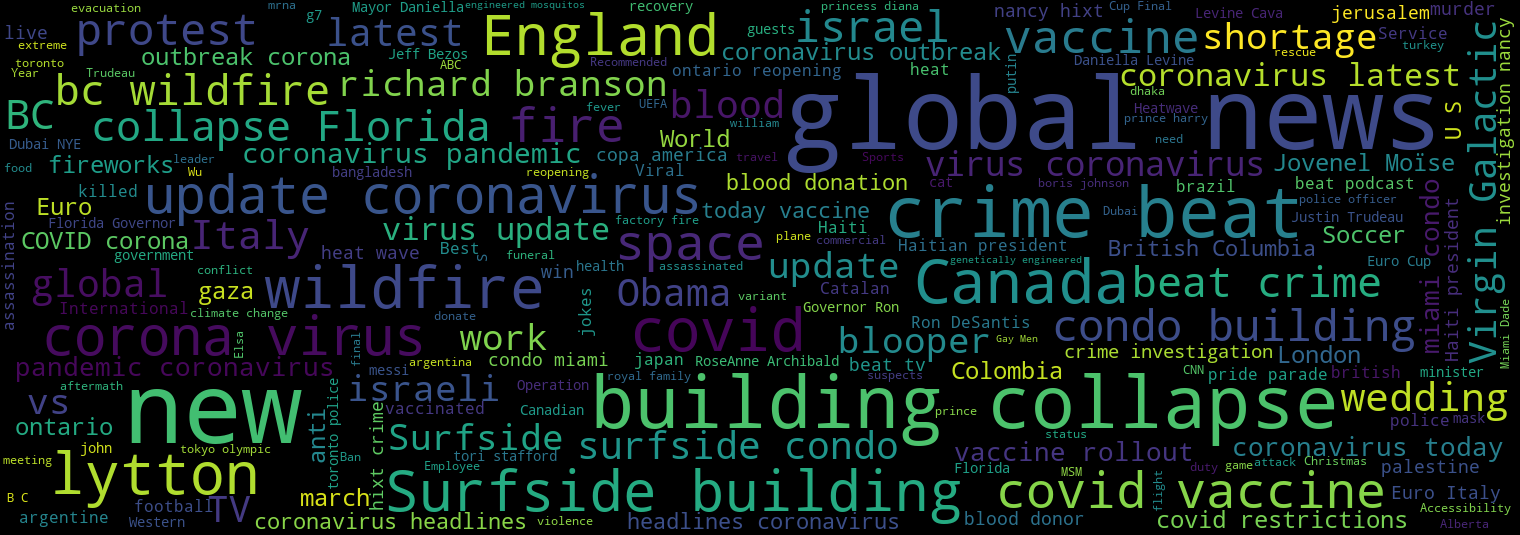 evacuation
mrna
Mayor Daniella
engineered mosquitos
recovery
princess diana
Cup Final
Levine Cava
jerusalem
murder
live
protest
latest
England
guests
israel
nancy hixt
vaccine
shortage
Service
extreme
outbreak corona
Jeff Bezos
coronavirus outbreak
Daniella Levine
rescue
turkey
toronto
ABC
Recommended
Year
Trudeau
ontario reopening
heat
putin
coronavirus latest
investigation nancy
bc wildfire
richard branson
blood
global news
dhaka
Heatwave
U S
Virgin Galactic
BC
collapse Florida
fire
fever
UEFA
william
prince harry
need
Dubai NYE
World
coronavirus pandemic
copa america
travel
Sports
virus coronavirus
Jovenel Moïse
food
fireworks
leader
Wu
bangladesh
reopening
Viral
blood donation
cat
boris johnson
brazil
beat podcast
killed
update coronavirus
crime beat
police officer
Euro
Florida Governor
factory fire
today vaccine
Dubai
Justin Trudeau
miami condo
assassination
COVID corona
Italy
virus update
space
plane
commercial
Haiti
Haitian president
British Columbia
Soccer
government
heat wave
Best
s
funeral
win
health
assassinated
update
genetically engineered
Euro Cup
Haiti president
global
conflict
gaza
wildfire
Obama
variant
Catalan
Canada
beat crime
International
climate change
donate
jokes
Governor Ron
corona virus
Elsa
final
work
covid
blooper
Ron DeSantis
Gay Men
condo building
pandemic coronavirus
argentina
messi
condo miami
japan
RoseAnne Archibald
beat tv
crime investigation
London
Miami Dade
aftermath
israeli
Operation
royal family
suspects
Colombia
CNN
pride parade
british
minister
vs
new
vaccinated
Canadian
building collapse
prince
wedding
ontario
anti
toronto police
hixt crime
Surfside
surfside condo
status
police
mask
john
tokyo olympic
tori stafford
vaccine rollout
coronavirus today
meeting
lytton
Ban
Employee
Florida
MSM
duty
game
attack
Christmas
palestine
B C
march
Surfside building
flight
covid vaccine
Euro Italy
argentine
football
Western
TV
coronavirus headlines
violence
headlines coronavirus
blood donor
covid restrictions
Accessibility
Alberta